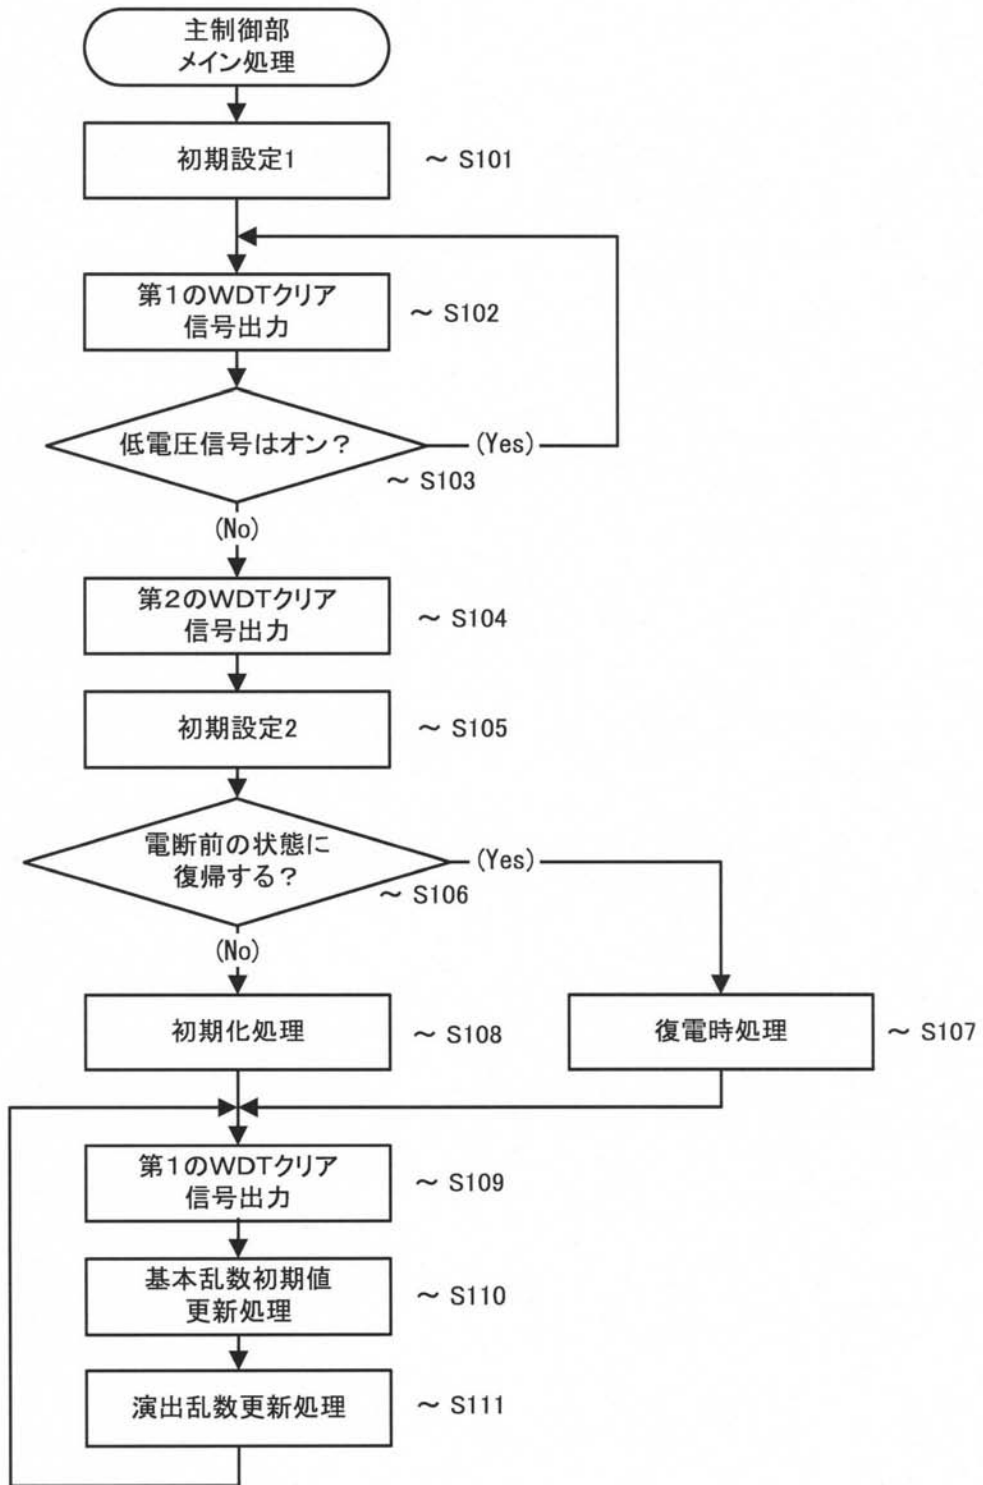 主制御部
メイン処理
初期設定1
～ S101
第1のWDTクリア
信号出力
～ S102
低電圧信号はオン？
(Yes)
～ S103
(No)
第2のWDTクリア
信号出力
～ S104
初期設定2
～ S105
電断前の状態に
復帰する？
(Yes)
～ S106
(No)
初期化処理
～ S108
復電時処理
～ S107
第1のWDTクリア
信号出力
～ S109
基本乱数初期値
更新処理
～ S110
演出乱数更新処理
～ S111